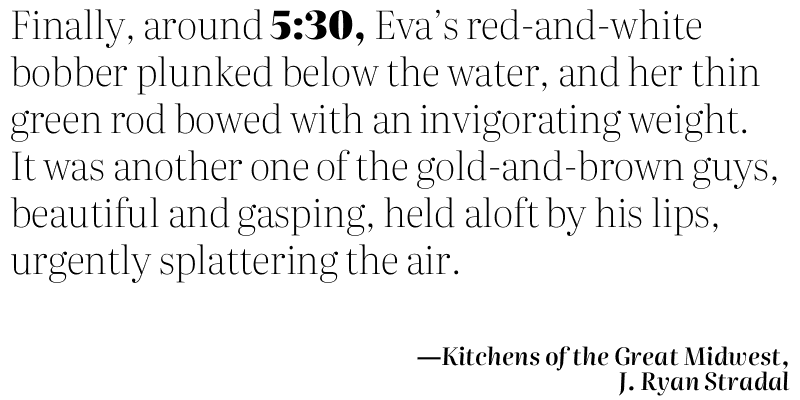 Finally, around 5:30, Eva’s red-and-white
bobber plunked below the water, and her thin
green rod bowed with an invigorating weight.
It was another one of the gold-and-brown guys,
beautiful and gasping, held aloft by his lips,
urgently splattering the air.
—Kitchens of the Great Midwest,
J. Ryan Stradal